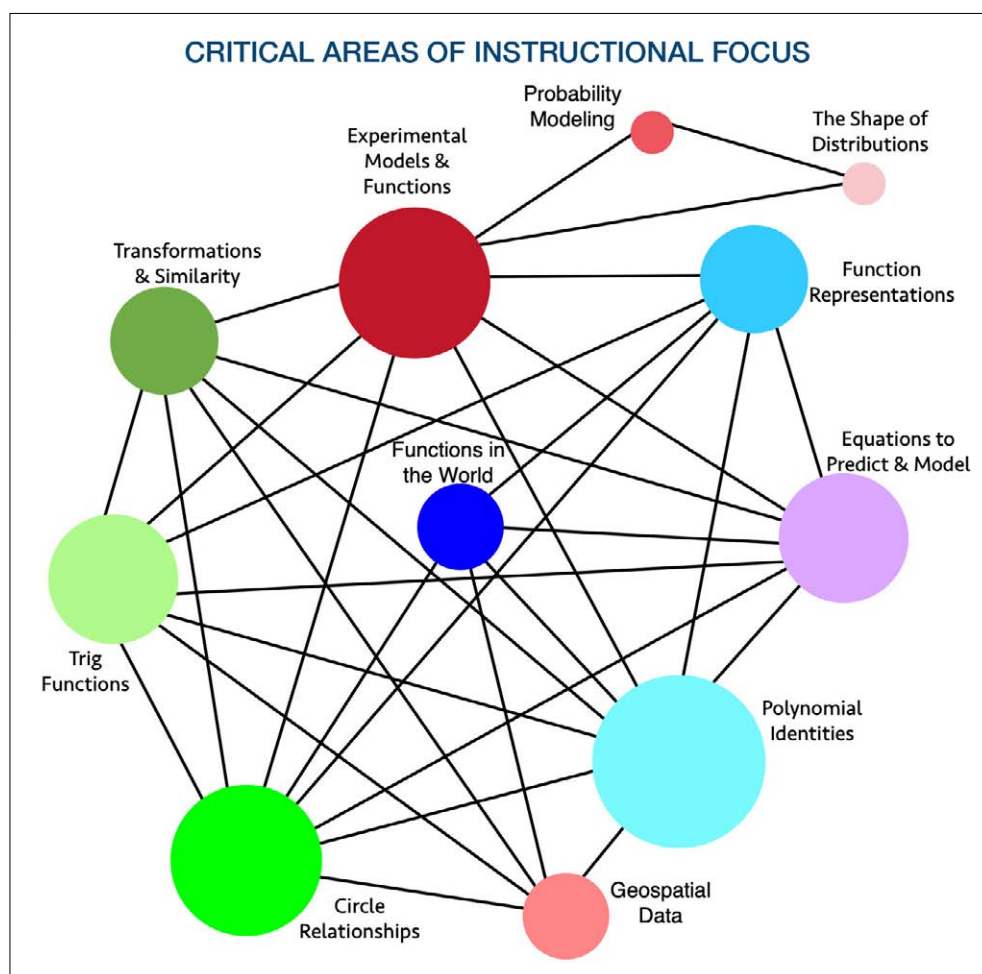 CRITICAL AREAS OF INSTRUCTIONAL FOCUS
Probability
Modeling
The Shape of
Distributions
Experimental
Models &
Functions
Transformations
& Similarity
Function
Representations
Functions in
the World
Equations to
Predict & Model
Trig
Functions
Polynomial
Identities
Circle
Relationships
Geospatial
Data